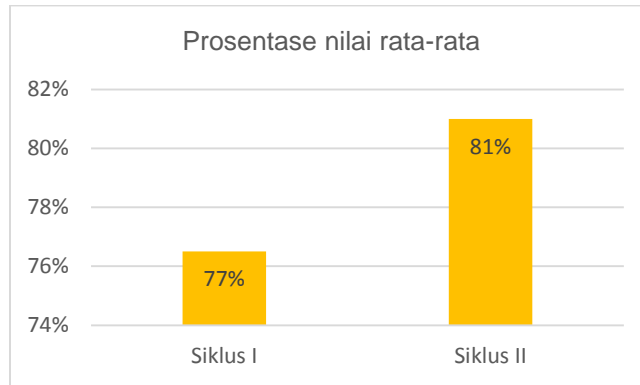 Prosentase nilai rata-rata
82%
80%
78%
76%
74%
81%
77%
Siklus I
Siklus II